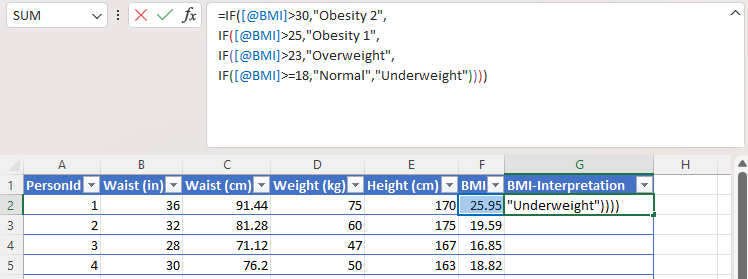 SUM fx =IF([@BMI]>30,"Obesity 2",
IF([@BMI]>25,"Obesity 1",
IF([@BMI]>23,"Overweight",
IF([@BMI]>=18,"Normal","Underweight"))))
A B C D E F G H
1 PersonId Waist (in) Waist (cm) Weight (kg) Height (cm) BMI BMI-Interpretation
2 1 36 91.44 75 170 25.95 "Underweight"))))
3 2 32 81.28 60 175 19.59
4 3 28 71.12 47 167 16.85
5 4 30 76.2 50 163 18.82